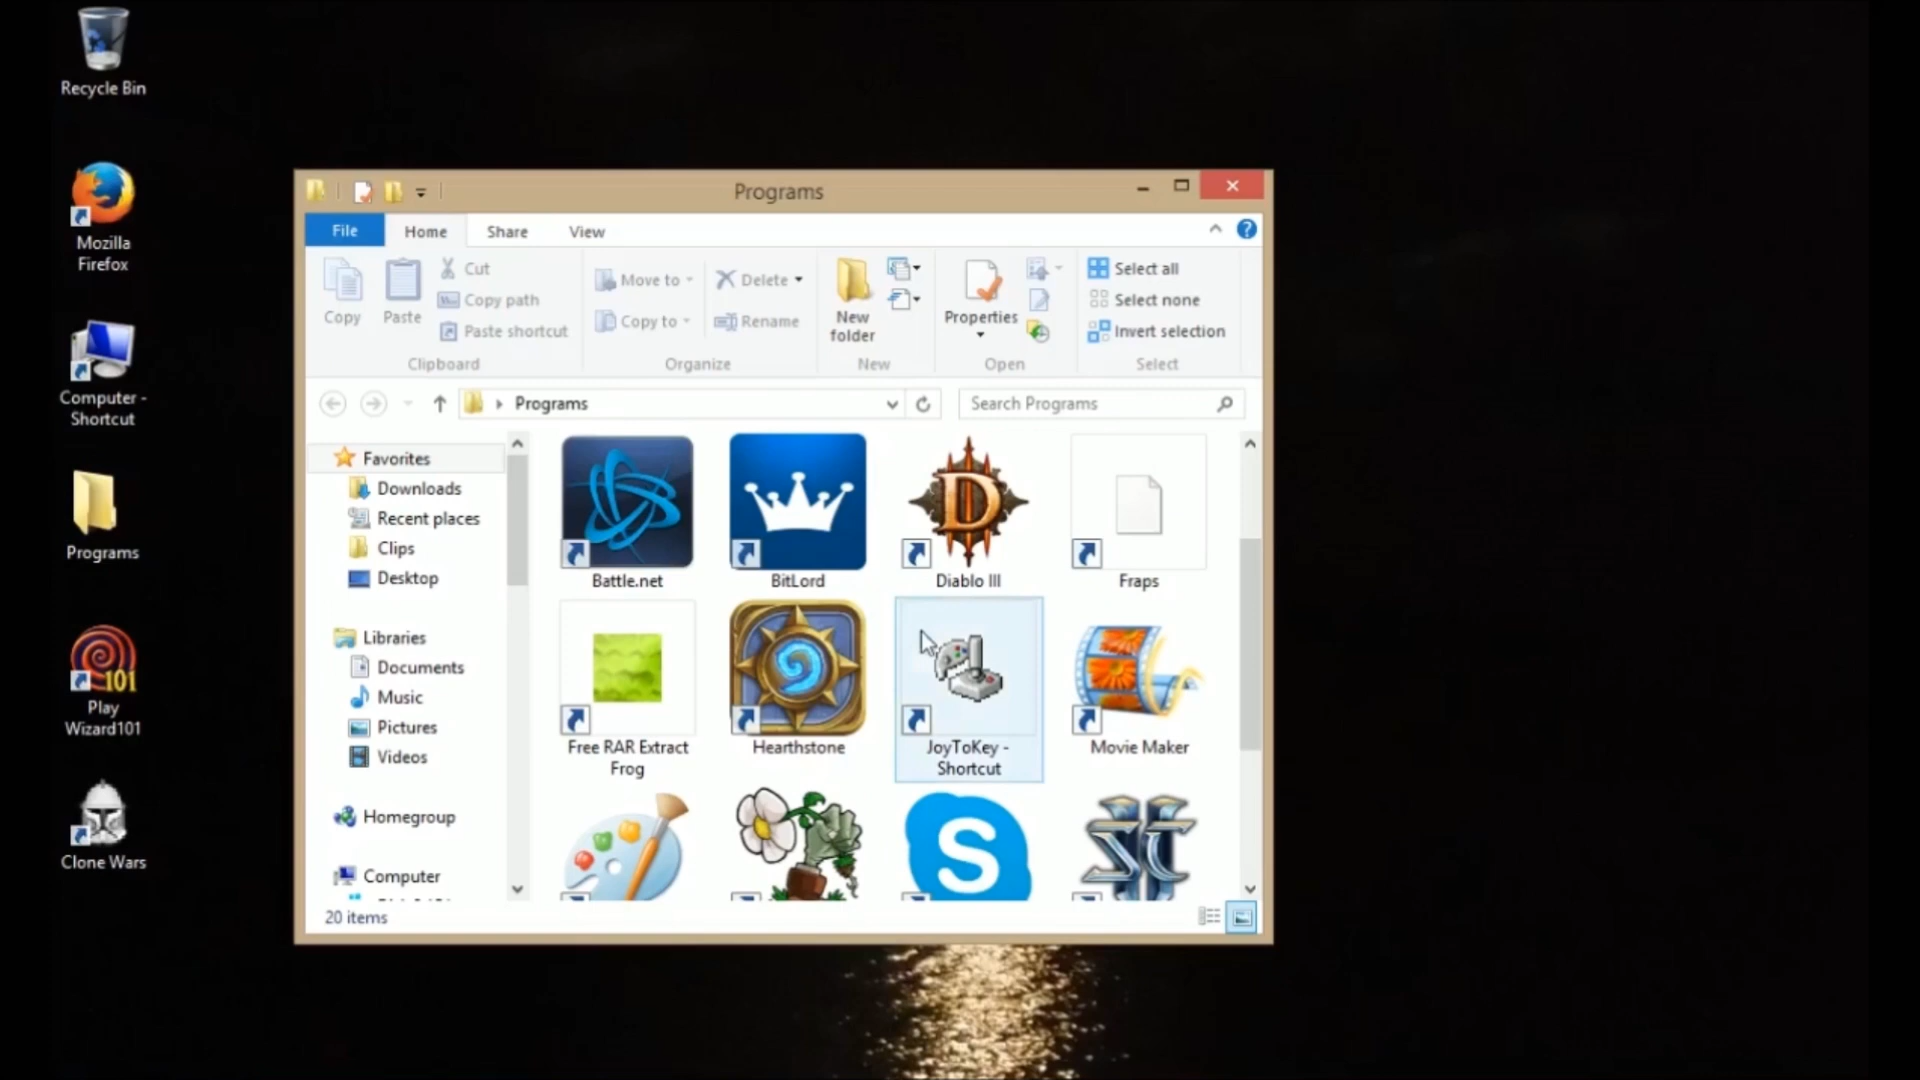 Recycle Bin
Mozilla
Firefox
Computer -
Shortcut
Programs
101
Play
Wizard101
Clone Wars
Programs
File
Home
Share
View
Copy
Paste
Cut
Copy path
Paste shortcut
Clipboard
Move to
Copy to
Delete
Rename
Organize
New
folder
New
Properties
Open
Select all
Select none
Invert selection
Select
Programs
Search Programs
Favorites
Downloads
Recent places
Clips
Desktop
Libraries
Documents
Music
Pictures
Videos
Homegroup
Computer
Battle.net
BitLord
D
Diablo III
Fraps
Free RAR Extract
Frog
Hearthstone
JoyToKey -
Shortcut
Movie Maker
S
20 items